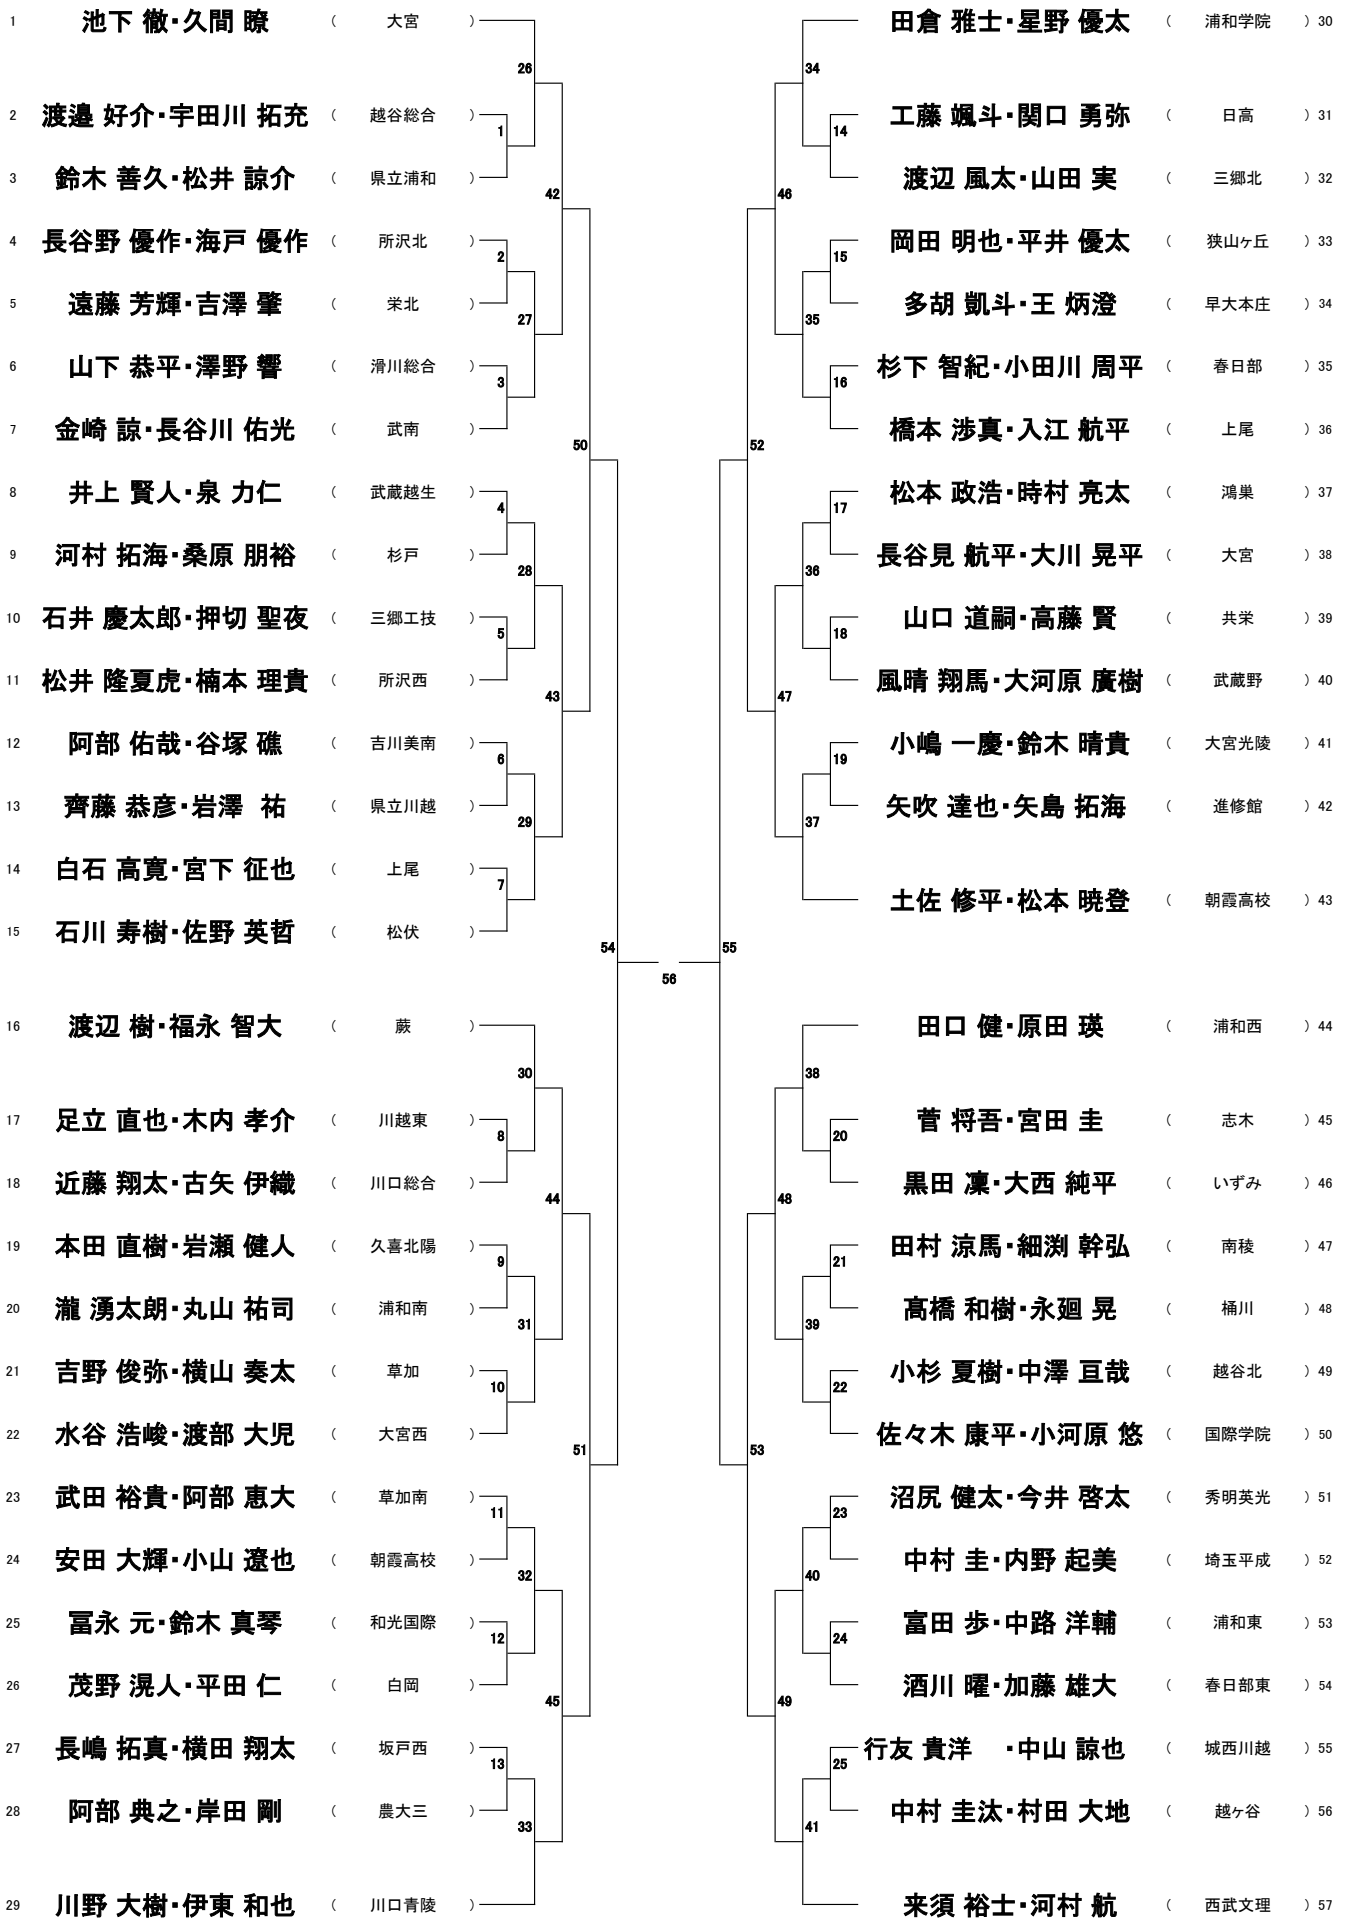 1 池下 徹・久間 瞭 ( 大宮 )
26
2 渡邉 好介・宇田川 拓充 ( 越谷総合 )
1
3 鈴木 善久・松井 諒介 ( 県立浦和 )
42
4 長谷野 優作・海戸 優作 ( 所沢北 )
2
5 遠藤 芳輝・吉澤 肇 ( 栄北 )
27
6 山下 恭平・澤野 響 ( 滑川総合 )
3
7 金崎 諒・長谷川 佑光 ( 武南 )
50
8 井上 賢人・泉 力仁 ( 武蔵越生 )
4
9 河村 拓海・桑原 朋裕 ( 杉戸 )
28
10 石井 慶太郎・押切 聖夜 ( 三郷工技 )
5
11 松井 隆夏虎・楠本 理貴 ( 所沢西 )
43
12 阿部 佑哉・谷塚 礁 ( 吉川美南 )
6
13 齊藤 恭彦・岩澤 祐 ( 県立川越 )
29
14 白石 高寛・宮下 征也 ( 上尾 )
7
15 石川 寿樹・佐野 英哲 ( 松伏 )
54
16 渡辺 樹・福永 智大 ( 蕨 )
30
17 足立 直也・木内 孝介 ( 川越東 )
8
18 近藤 翔太・古矢 伊織 ( 川口総合 )
44
19 本田 直樹・岩瀬 健人 ( 久喜北陽 )
9
20 瀧 湧太朗・丸山 祐司 ( 浦和南 )
31
21 吉野 俊弥・横山 奏太 ( 草加 )
10
22 水谷 浩峻・渡部 大児 ( 大宮西 )
51
23 武田 裕貴・阿部 恵大 ( 草加南 )
11
24 安田 大輝・小山 遼也 ( 朝霞高校 )
32
25 冨永 元・鈴木 真琴 ( 和光国際 )
12
26 茂野 滉人・平田 仁 ( 白岡 )
45
27 長嶋 拓真・横田 翔太 ( 坂戸西 )
13
28 阿部 典之・岸田 剛 ( 農大三 )
33
29 川野 大樹・伊東 和也 ( 川口青陵 )
56
田倉 雅士・星野 優太 ( 浦和学院 ) 30
34
工藤 颯斗・関口 勇弥 ( 日高 ) 31
14
渡辺 風太・山田 実 ( 三郷北 ) 32
46
岡田 明也・平井 優太 ( 狭山ヶ丘 ) 33
15
多胡 凱斗・王 炳澄 ( 早大本庄 ) 34
35
杉下 智紀・小田川 周平 ( 春日部 ) 35
16
橋本 渉真・入江 航平 ( 上尾 ) 36
52
松本 政浩・時村 亮太 ( 鴻巣 ) 37
17
長谷見 航平・大川 晃平 ( 大宮 ) 38
36
山口 道嗣・高藤 賢 ( 共栄 ) 39
18
風晴 翔馬・大河原 廣樹 ( 武蔵野 ) 40
47
小嶋 一慶・鈴木 晴貴 ( 大宮光陵 ) 41
19
矢吹 達也・矢島 拓海 ( 進修館 ) 42
37
土佐 修平・松本 暁登 ( 朝霞高校 ) 43
55
田口 健・原田 瑛 ( 浦和西 ) 44
38
菅 将吾・宮田 圭 ( 志木 ) 45
20
黒田 凜・大西 純平 ( いずみ ) 46
48
田村 涼馬・細渕 幹弘 ( 南稜 ) 47
21
髙橋 和樹・永廻 晃 ( 桶川 ) 48
39
小杉 夏樹・中澤 亘哉 ( 越谷北 ) 49
22
佐々木 康平・小河原 悠 ( 国際学院 ) 50
53
沼尻 健太・今井 啓太 ( 秀明英光 ) 51
23
中村 圭・内野 起美 ( 埼玉平成 ) 52
40
富田 歩・中路 洋輔 ( 浦和東 ) 53
24
酒川 曜・加藤 雄大 ( 春日部東 ) 54
49
行友 貴洋 ・中山 諒也 ( 城西川越 ) 55
25
中村 圭汰・村田 大地 ( 越ヶ谷 ) 56
41
来須 裕士・河村 航 ( 西武文理 ) 57